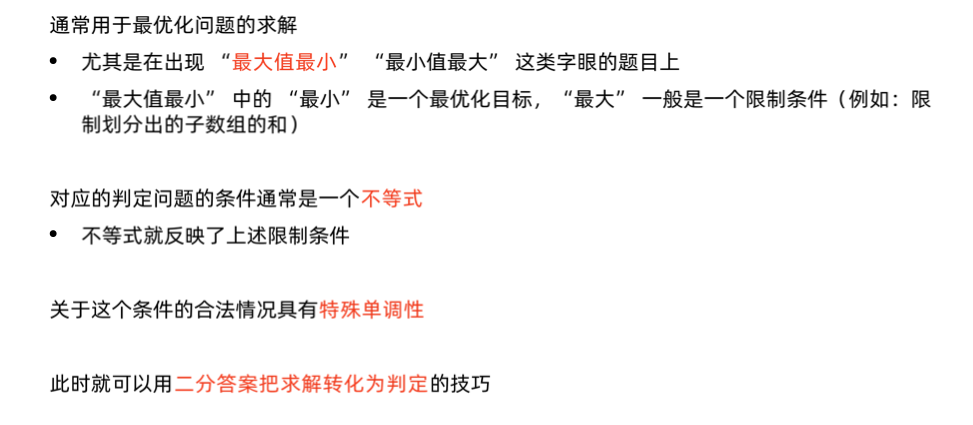 通常用于最优化问题的求解
• 尤其是在出现 “最大值最小” “最小值最大” 这类字眼的题目上
• “最大值最小” 中的 “最小” 是一个最优化目标，“最大” 一般是一个限制条件（例如：限
制划分出的子数组的和）
对应的判定问题的条件通常是一个不等式
• 不等式就反映了上述限制条件
关于这个条件的合法情况具有特殊单调性
此时就可以用二分答案把求解转化为判定的技巧